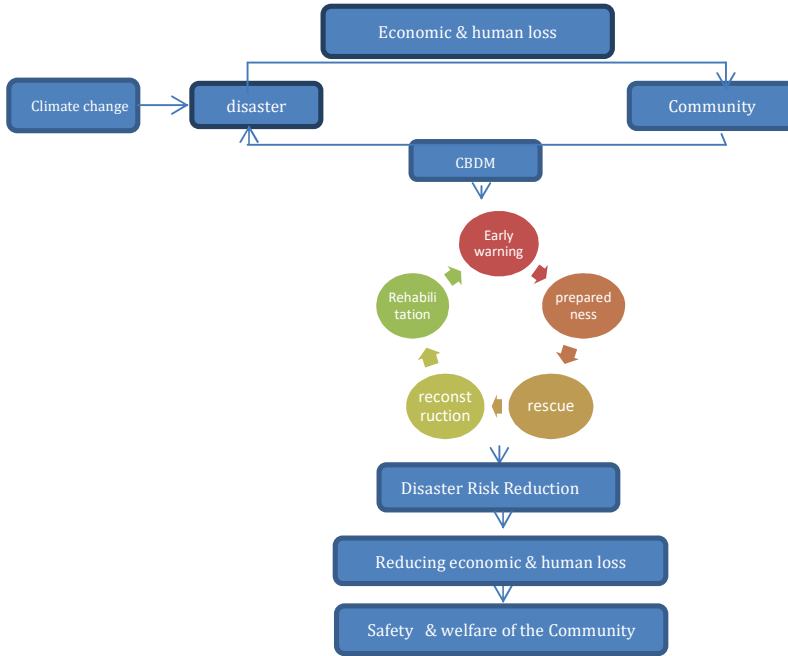 Economic & human loss
Climate change
disaster
Community
CBDM
Early
warning
prepared
ness
rescue
reconst
ruction
Rehabili
tation
Disaster Risk Reduction
Reducing economic & human loss
Safety & welfare of the Community